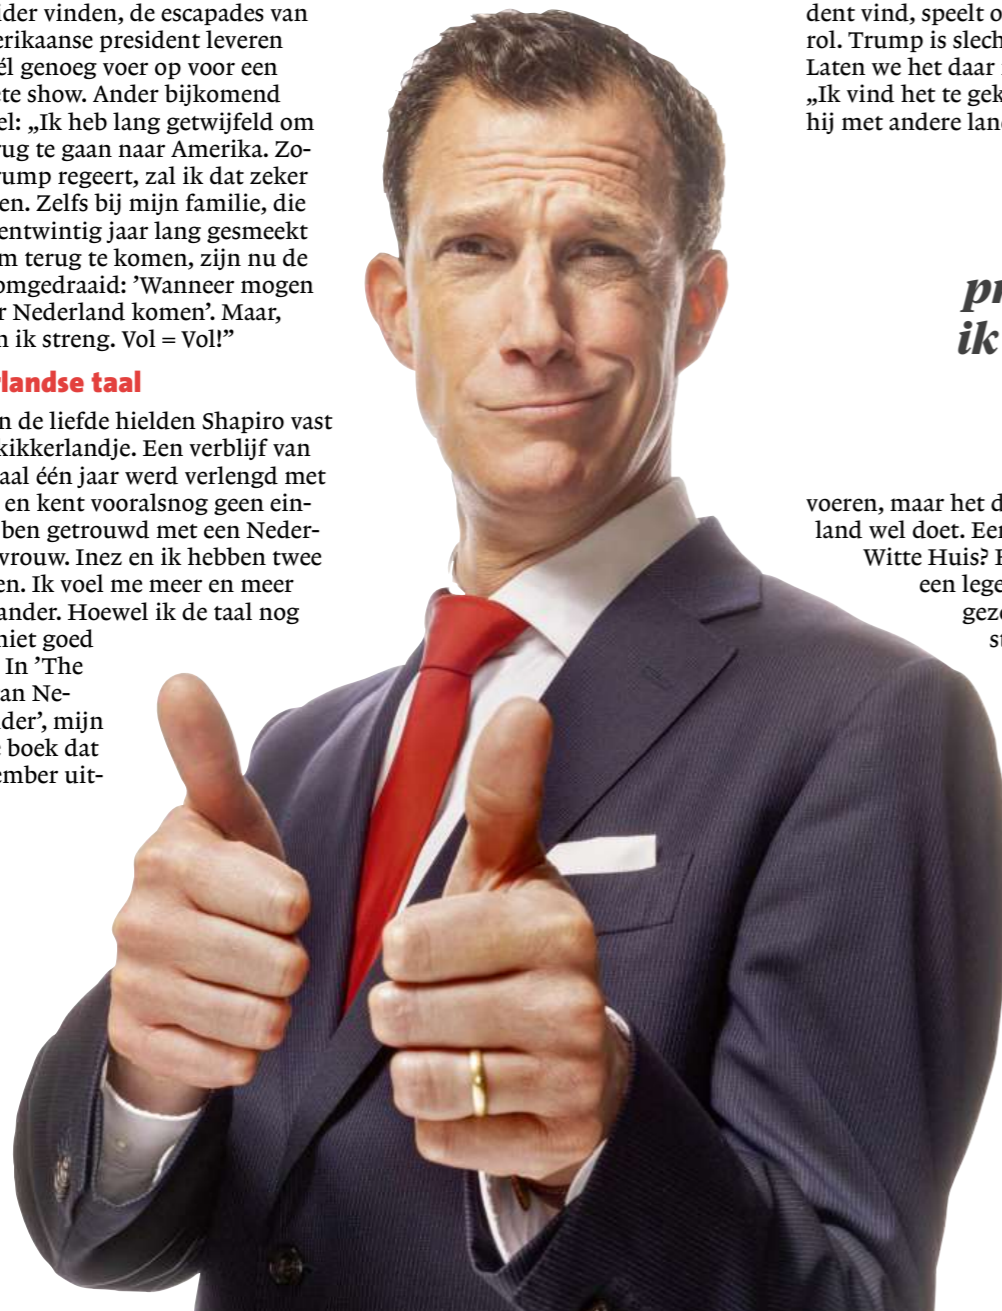 ider vinden, de escapades van
erikaanse president leveren
él genoeg voer op voor een
ete show. Ander bijkomend
el: „Ik heb lang getwijfeld om
rug te gaan naar Amerika. Zo-
rump regeert, zal ik dat zeker
en. Zelfs bij mijn familie, die
entwintig jaar lang gesmeekt
m terug te komen, zijn nu de
omgedraaid: ’Wanneer mogen
r Nederland komen’. Maar,
n ik streng. Vol = Vol!”
rlandse taal
n de liefde hielden Shapiro vast
kikkerlandje. Een verblijf van
aal één jaar werd verlengd met
en kent vooralsnog geen ein-
ben getrouwd met een Neder-
vrouw. Inez en ik hebben twee
en. Ik voel me meer en meer
ander. Hoewel ik de taal nog
niet goed
In ’The
an Ne-
der’, mijn
e boek dat
ember uit-
dent vind, speelt o
rol. Trump is slech
Laten we het daar
„Ik vind het te gek
hij met andere lan
pr
ik
voeren, maar het d
land wel doet. Een
Witte Huis? E
een lege
gezo
st